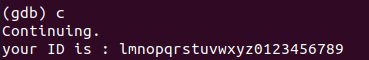 (gdb) c
Continuing.
your ID is : lmnopqrstuvwxyz0123456789